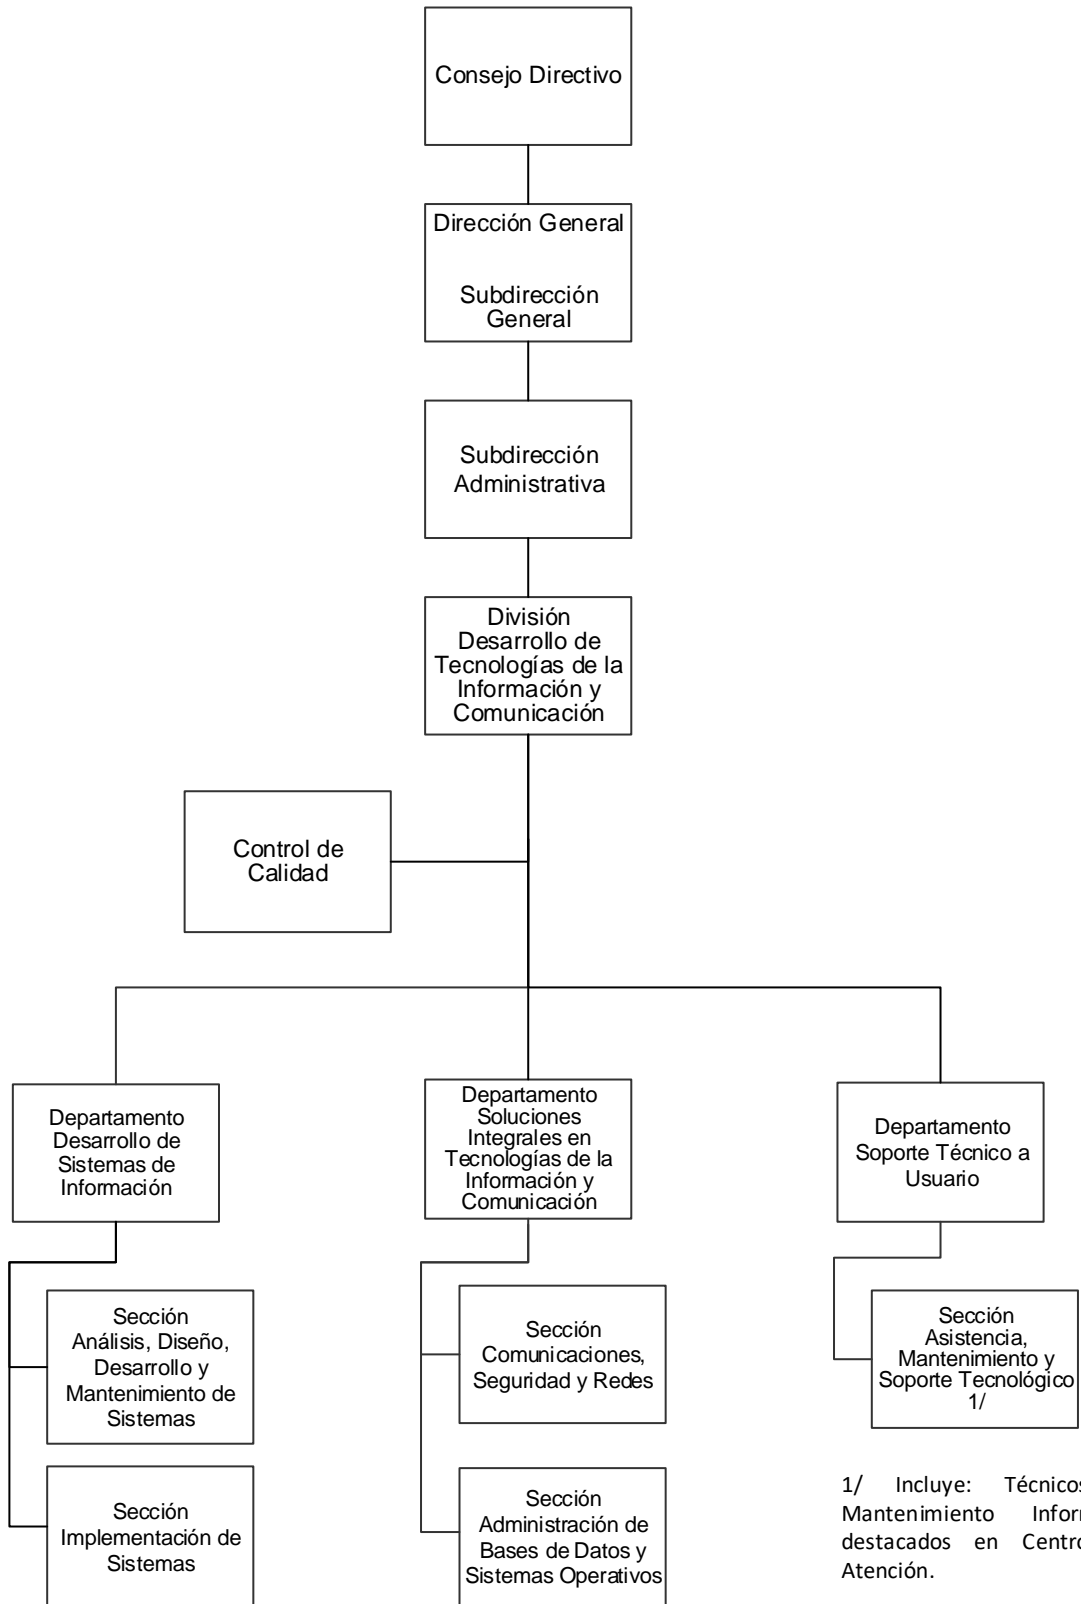 Consejo Directivo
Dirección General
Subdirección
General
Subdirección
Administrativa
División
Desarrollo de
Tecnologías de la
Información y
Comunicación
Control de
Calidad
Departamento
Desarrollo de
Sistemas de
Información
Departamento
Soluciones
Integrales en
Tecnologías de la
Información y
Comunicación
Departamento
Soporte Técnico a
Usuario
Sección
Análisis, Diseño,
Desarrollo y
Mantenimiento de
Sistemas
Sección
Comunicaciones,
Seguridad y Redes
Sección
Asistencia,
Mantenimiento y
Soporte Tecnológico
1/
Sección
Implementación de
Sistemas
Sección
Administración de
Bases de Datos y
Sistemas Operativos
1/ Incluye: Técnicos
Mantenimiento
destacados en
Atención.